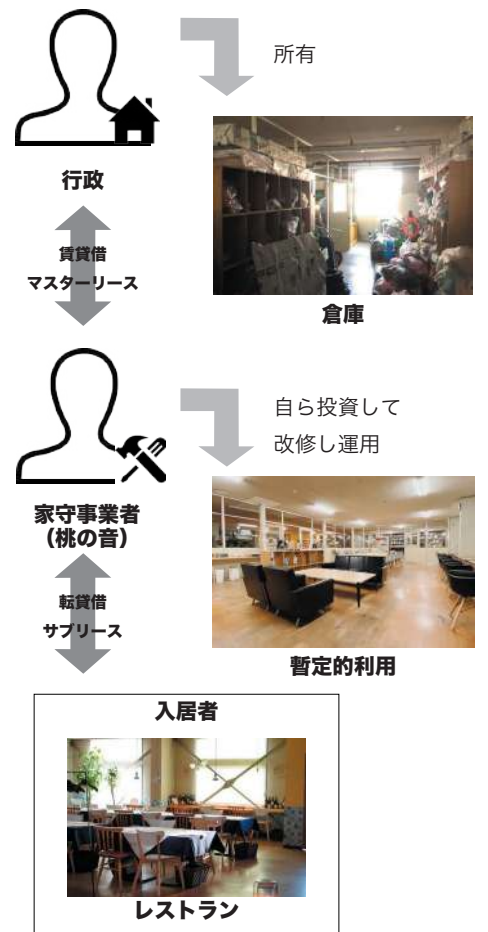 所有
行政
倉庫
賃貸借
マスターリース
自ら投資して
改修し運用
家守事業者
（桃の音）
暫定的利用
転貸借
サブリース
入居者
レストラン